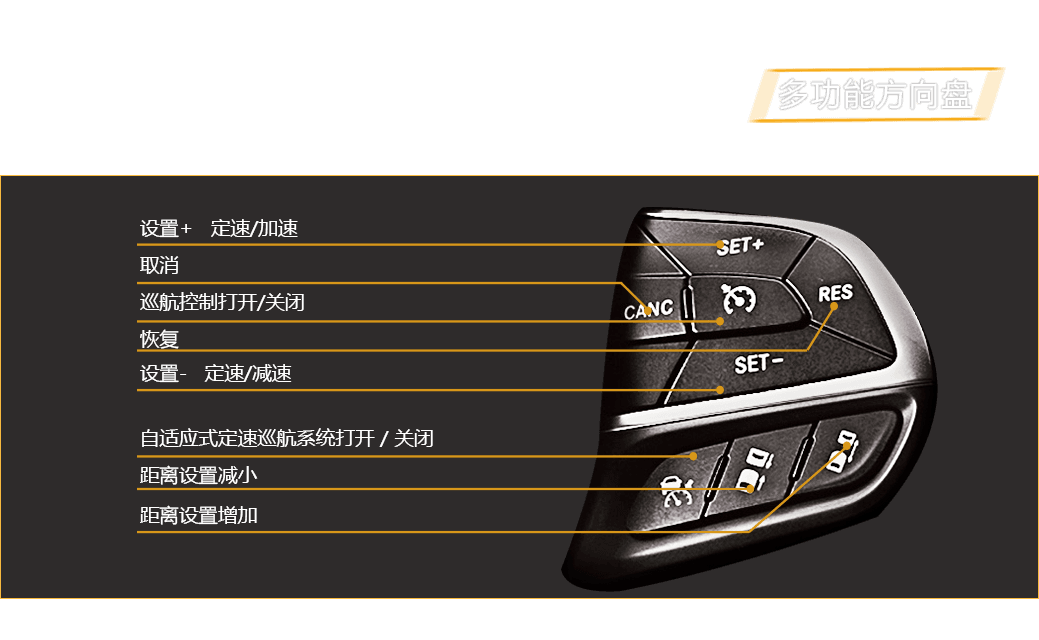 多功能方向盘
设置+ 定速/加速
取消
巡航控制打开/关闭
恢复
设置- 定速/减速
自适应式定速巡航系统打开 / 关闭
距离设置减小
距离设置增加
SET+
CANC
RES
SET-